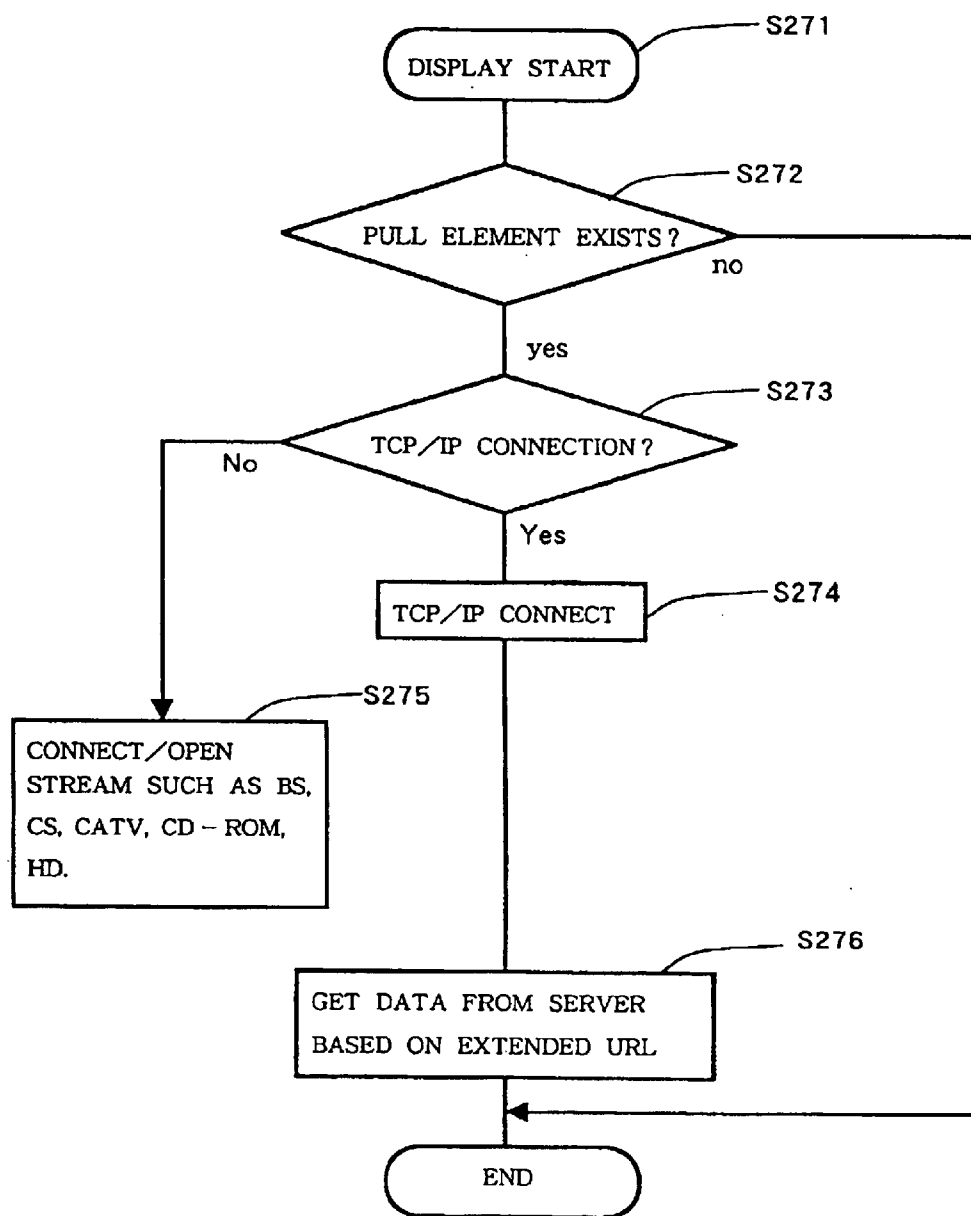 S271
DISPLAY START
S272
PULL ELEMENT EXISTS?
no
yes
S273
TCP/IP CONNECTION?
No
Yes
S274
TCP/IP CONNECT
S275
CONNECT/OPEN
STREAM SUCH AS BS,
CS, CATV, CD-ROM,
HD.
S276
GET DATA FROM SERVER
BASED ON EXTENDED URL
END